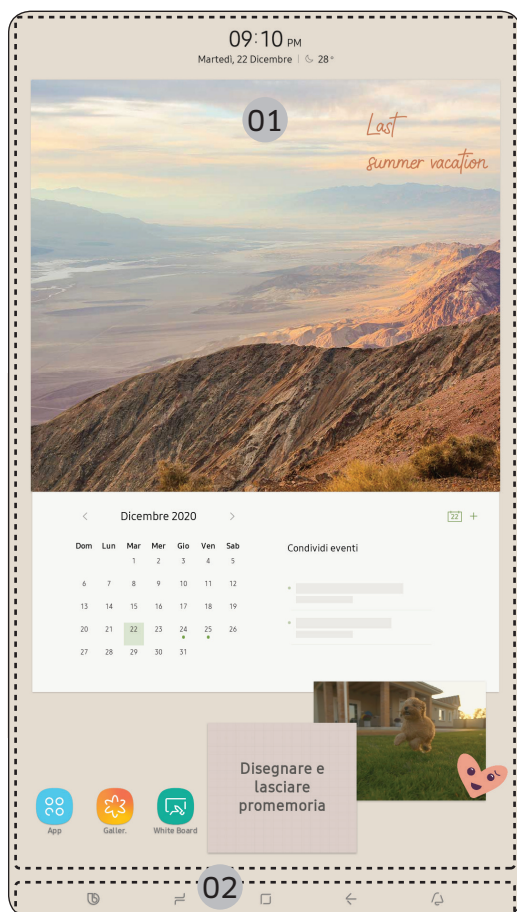 09:10 PM
Martedì, 22 Dicembre | 28°
01
Last
summer vacation
< Dicembre 2020 >
22 +
Dom Lun Mar Mer Gio Ven Sab
1 2 3 4 5
6 7 8 9 10 11 12
13 14 15 16 17 18 19
20 21 22 23 24 25 26
27 28 29 30 31
Condividi eventi
Disegnare e
lasciare
promemoria
App Galler. White Board
02